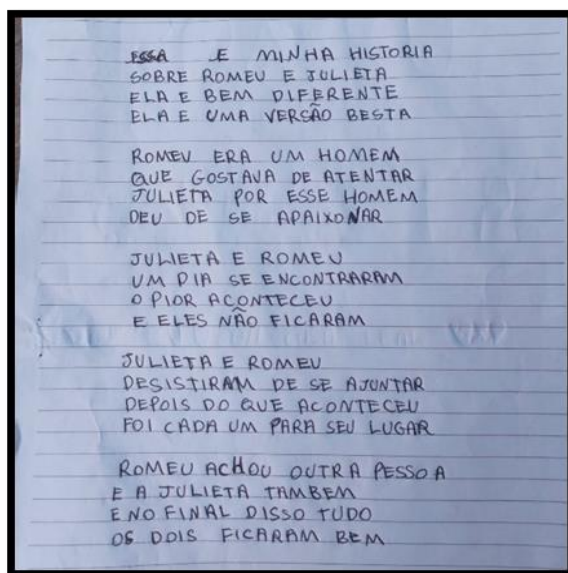 ESSA E MINHA HISTORIA
SOBRE ROMEU E JULIETA
ELA E BEM DIFERENTE
ELA E UMA VERSÃO BESTA
ROMEU ERA UM HOMEM
QUE GOSTAVA DE ATENTAR
JULIETA POR ESSE HOMEM
DEU DE SE APAIXONAR
JULIETA E ROMEU
UM DIA SE ENCONTRARAM
O PIOR ACONTECEU
E ELES NÃO FICARAM
JULIETA E ROMEU
DESISTIRAM DE SE AJUNTAR
DEPOIS DO QUE ACONTECEU
FOI CADA UM PARA SEU LUGAR
ROMEU ACHOU OUTRA PESSOA
E A JULIETA TAMBEM
E NO FINAL DISSO TUDO
OS DOIS FICARAM BEM